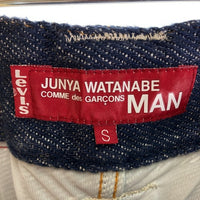 Levi's
JUNYA WATANABE
COMME des GARÇONS MAN
S